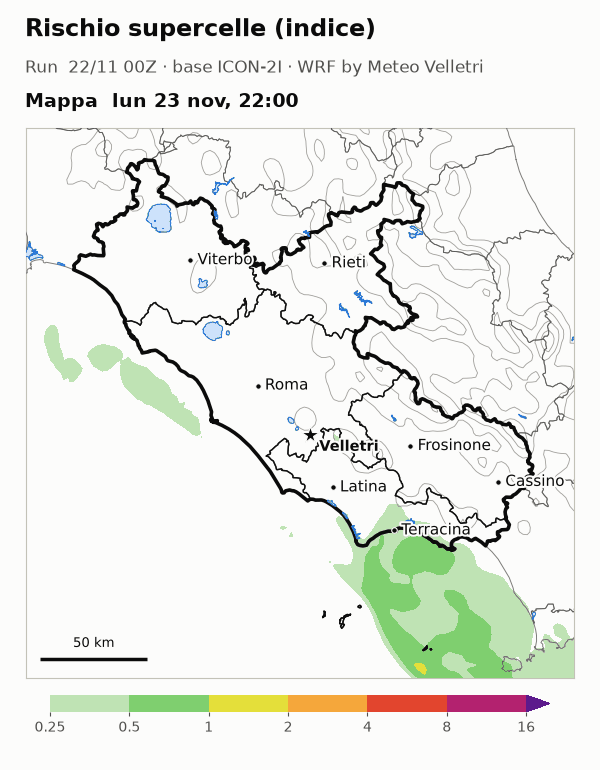 Rischio supercelle (indice)
Run 22/11 00Z · base ICON-2I · WRF by Meteo Velletri
Mappa lun 23 nov, 22:00
Viterbo
Rieti
Roma
Velletri
Frosinone
Latina
Cassino
Terracina
50 km
0.25 0.5 1 2 4 8 16